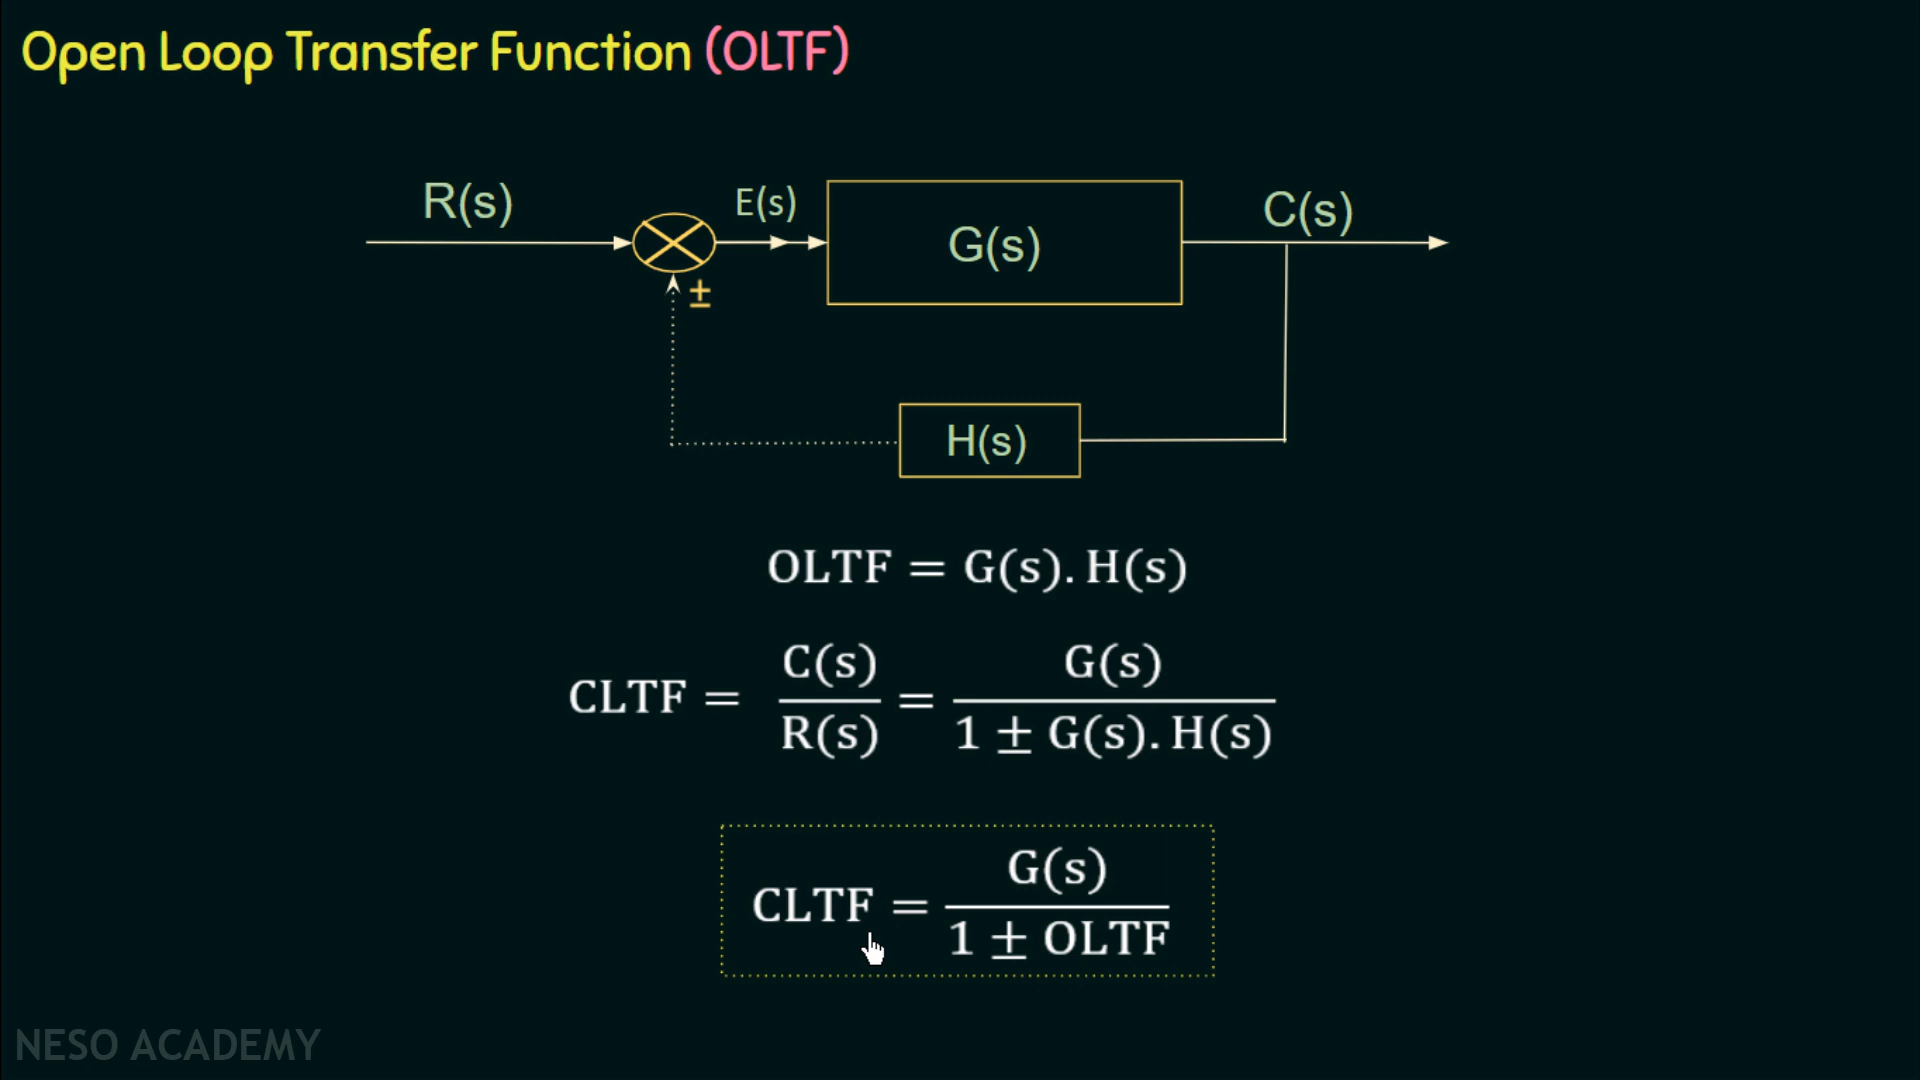 Open Loop Transfer Function (OLTF)
R(s)
E(s)
G(s)
C(s)
±
H(s)
OLTF = G(s). H(s)
CLTF = C(s)/R(s) = G(s)/1 ± G(s). H(s)
CLTF = G(s)/1 ± OLTF
NESO ACADEMY